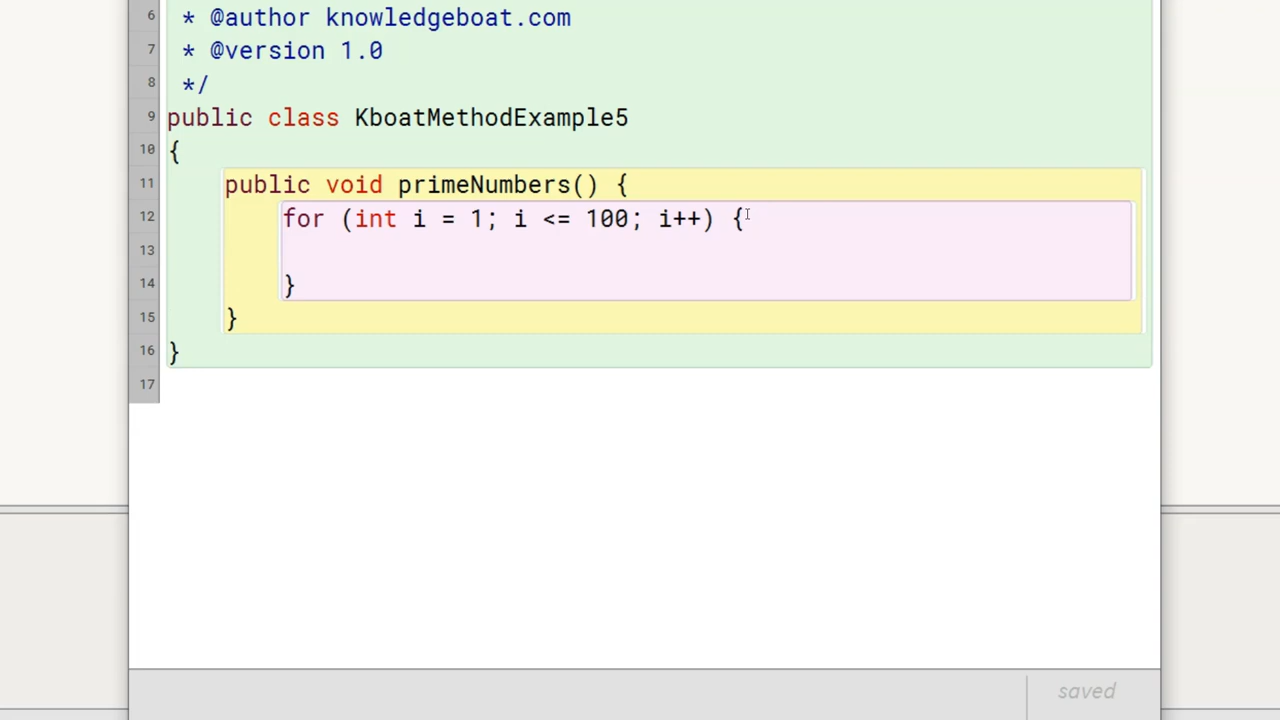 6 * @author knowledgeboat.com
7 * @version 1.0
8 */
9 public class KboatMethodExample5
10 {
11 public void primeNumbers() {
12 for (int i = 1; i <= 100; i++) {
13
14 }
15 }
16 }
17
saved